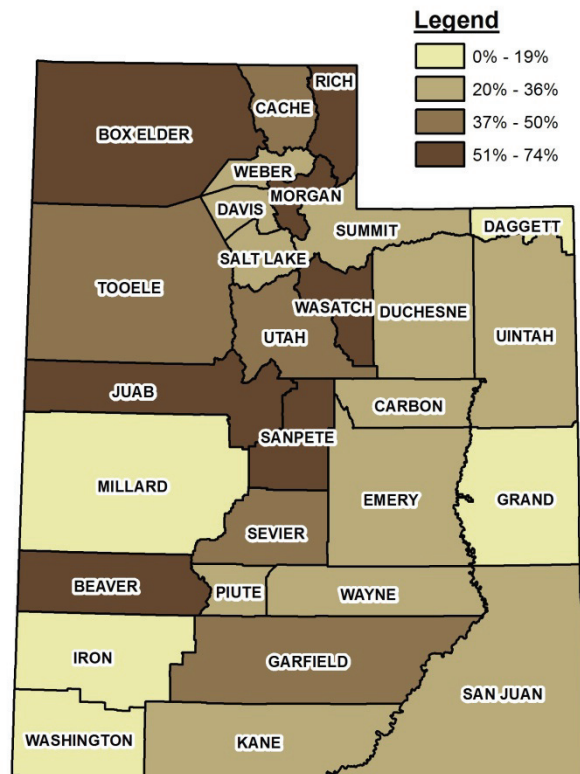 Legend
0% - 19%
20% - 36%
37% - 50%
51% - 74%
RICH
CACHE
BOX ELDER
WEBER
MORGAN
DAVIS
SUMMIT
DAGGETT
SALT LAKE
TOOELE
WASATCH
DUCHESNE
UTAH
UINTAH
JUAB
CARBON
SANPETE
MILLARD
EMERY
GRAND
SEVIER
BEAVER
PIUTE
WAYNE
IRON
GARFIELD
SAN JUAN
WASHINGTON
KANE